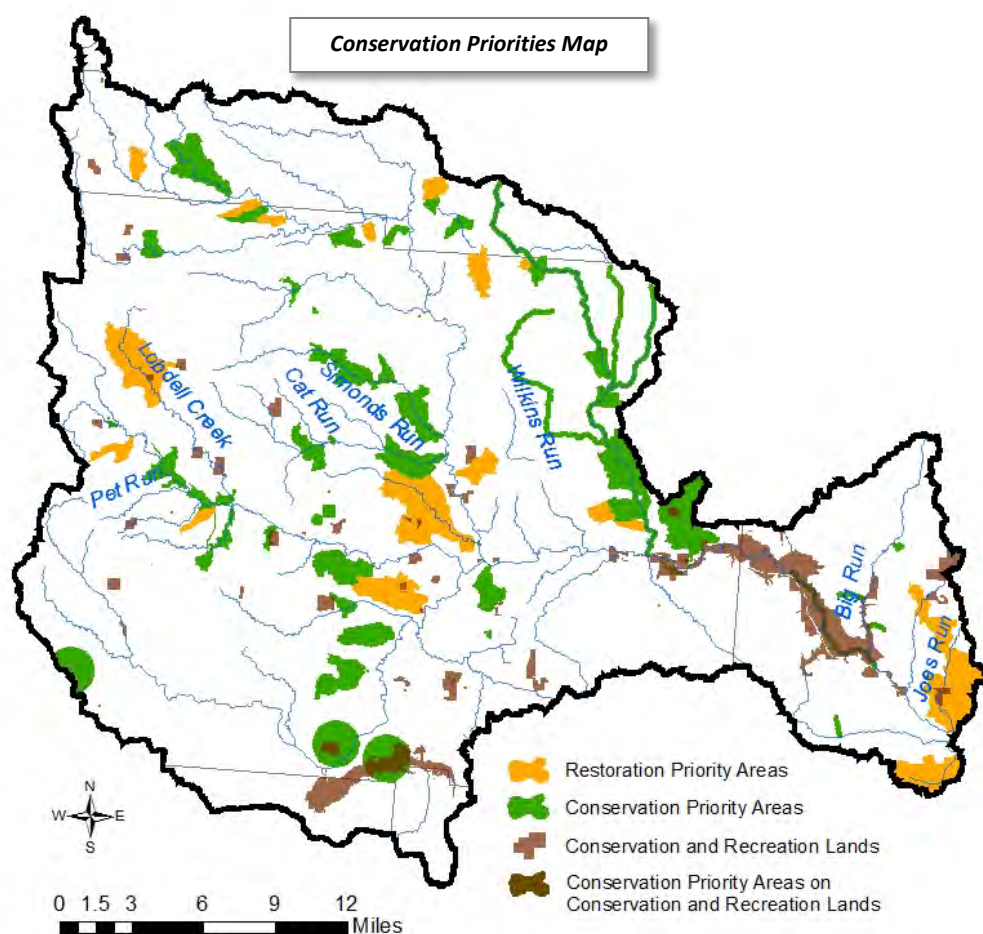 Conservation Priorities Map
Lobdell Creek
Simonds Run
Cat Run
Wilkins Run
Pet Run
Big Run
Joes Run
N
W E
S
Restoration Priority Areas
Conservation Priority Areas
Conservation and Recreation Lands
Conservation Priority Areas on
Conservation and Recreation Lands
0 1.5 3 6 9 12
Miles